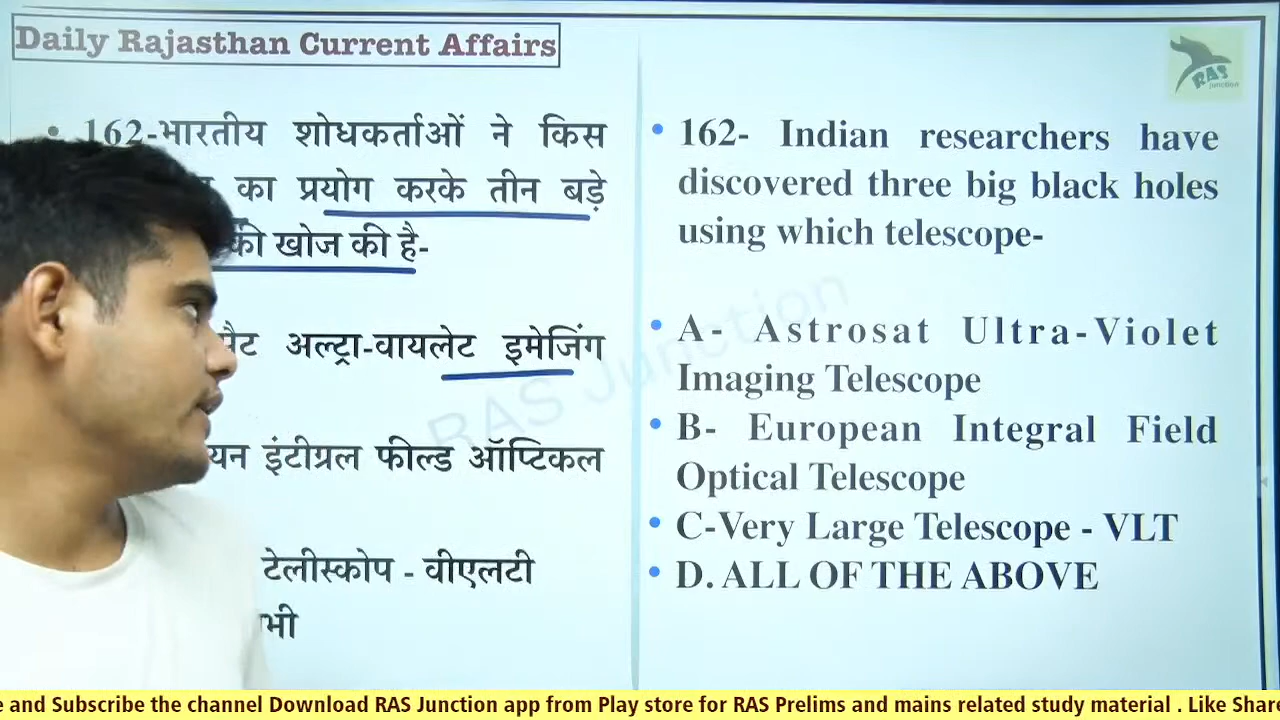 Daily Rajasthan Current Affairs
RAS
junction
162-भारतीय शोधकर्ताओं ने किस
का प्रयोग करके तीन बड़े
की खोज की है-
अल्ट्रा-वायलेट इमेजिंग
इंटीग्रल फील्ड ऑप्टिकल
टेलीस्कोप - वीएलटी
162- Indian researchers have
discovered three big black holes
using which telescope-
A- Astrosat Ultra-Violet
Imaging Telescope
B- European Integral Field
Optical Telescope
C-Very Large Telescope - VLT
D. ALL OF THE ABOVE
RAS Junction
and Subscribe the channel Download RAS Junction app from Play store for RAS Prelims and mains related study material . Like Share